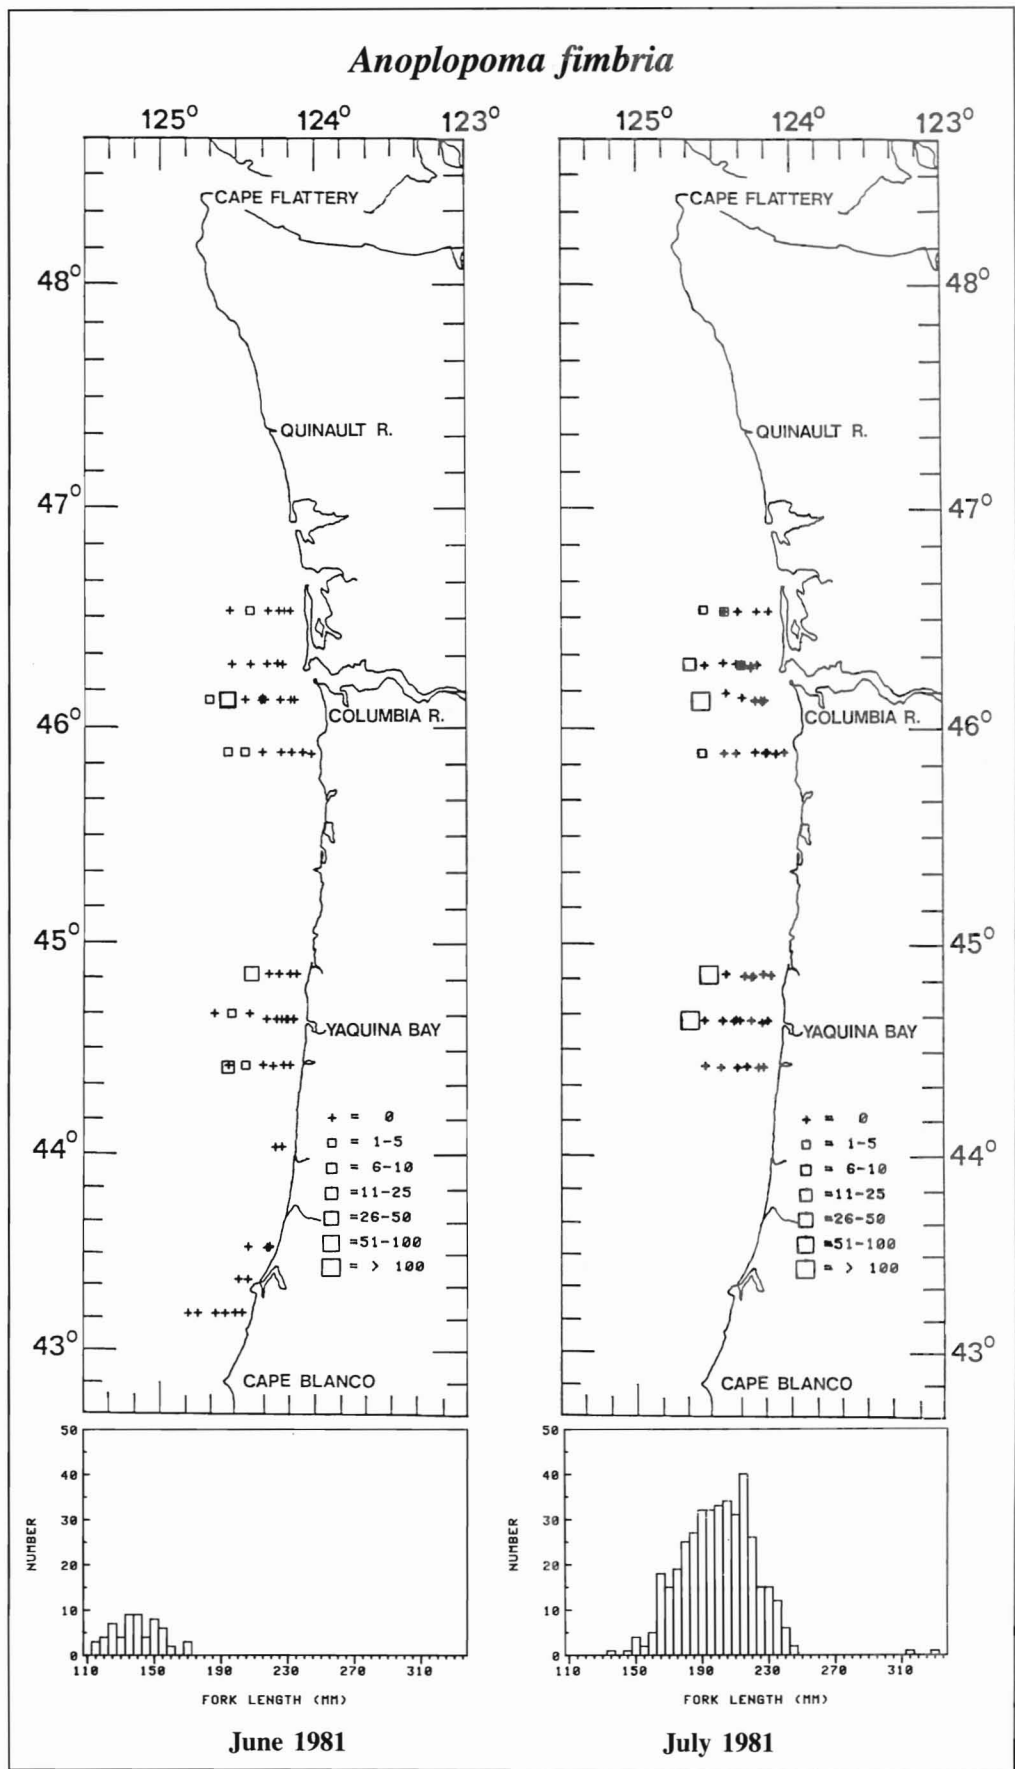 Anoplopoma fimbria
125° 124° 123°
CAPE FLATTERY
48°
QUINAULT R.
47°
46°
COLUMBIA R.
45°
YAQUINA BAY
44°
+ = 0
□ = 1-5
□ = 6-10
□ =11-25
□ =26-50
□ =51-100
□ = > 100
43°
CAPE BLANCO
125° 124° 123°
CAPE FLATTERY
48°
QUINAULT R.
47°
46°
COLUMBIA R.
45°
YAQUINA BAY
44°
+ = 0
□ = 1-5
□ = 6-10
□ =11-25
□ =26-50
□ =51-100
□ = > 100
43°
CAPE BLANCO
50
40
30
20
10
0
NUMBER
110 150 190 230 270 310
FORK LENGTH (MM)
June 1981
50
40
30
20
10
0
NUMBER
110 150 190 230 270 310
FORK LENGTH (MM)
July 1981